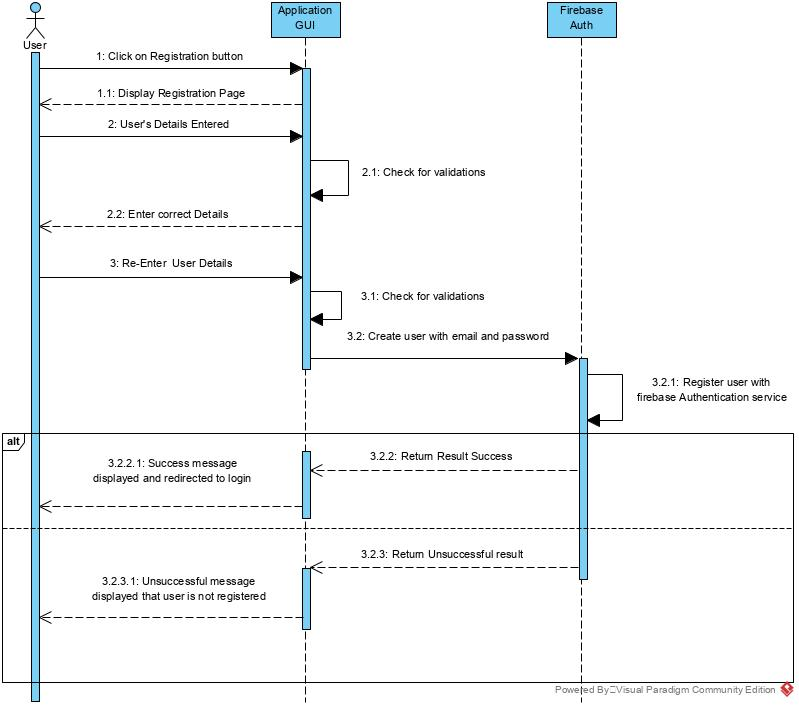 Application
GUI
Firebase
Auth
User
1: Click on Registration button
1.1: Display Registration Page
2: User's Details Entered
2.1: Check for validations
2.2: Enter correct Details
3: Re-Enter User Details
3.1: Check for validations
3.2: Create user with email and password
3.2.1: Register user with
firebase Authentication service
alt
3.2.2: Return Result Success
3.2.2.1: Success message
displayed and redirected to login
3.2.3: Return Unsuccessful result
3.2.3.1: Unsuccessful message
displayed that user is not registered
Powered By Visual Paradigm Community Edition